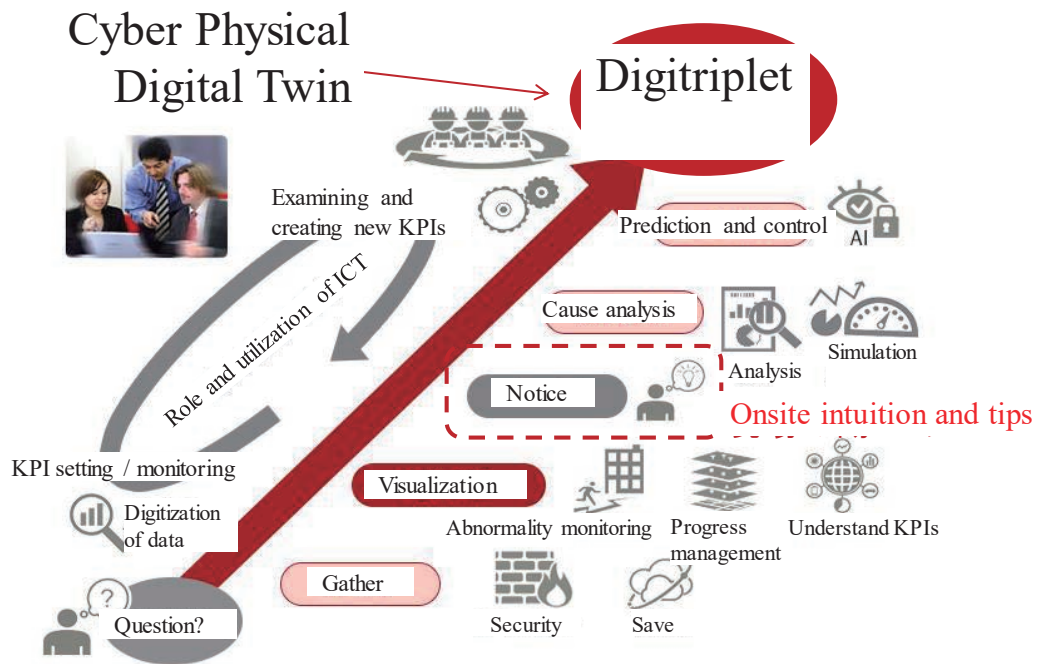 Cyber Physical
Digital Twin
Digitriplet
Examining and
creating new KPIs
Prediction and control
AI
Role and utilization of ICT
Cause analysis
Analysis
Simulation
Notice
Onsite intuition and tips
KPI setting / monitoring
Digitization
of data
Visualization
Abnormality monitoring
Progress
management
Understand KPIs
Gather
Security
Save
?
Question?